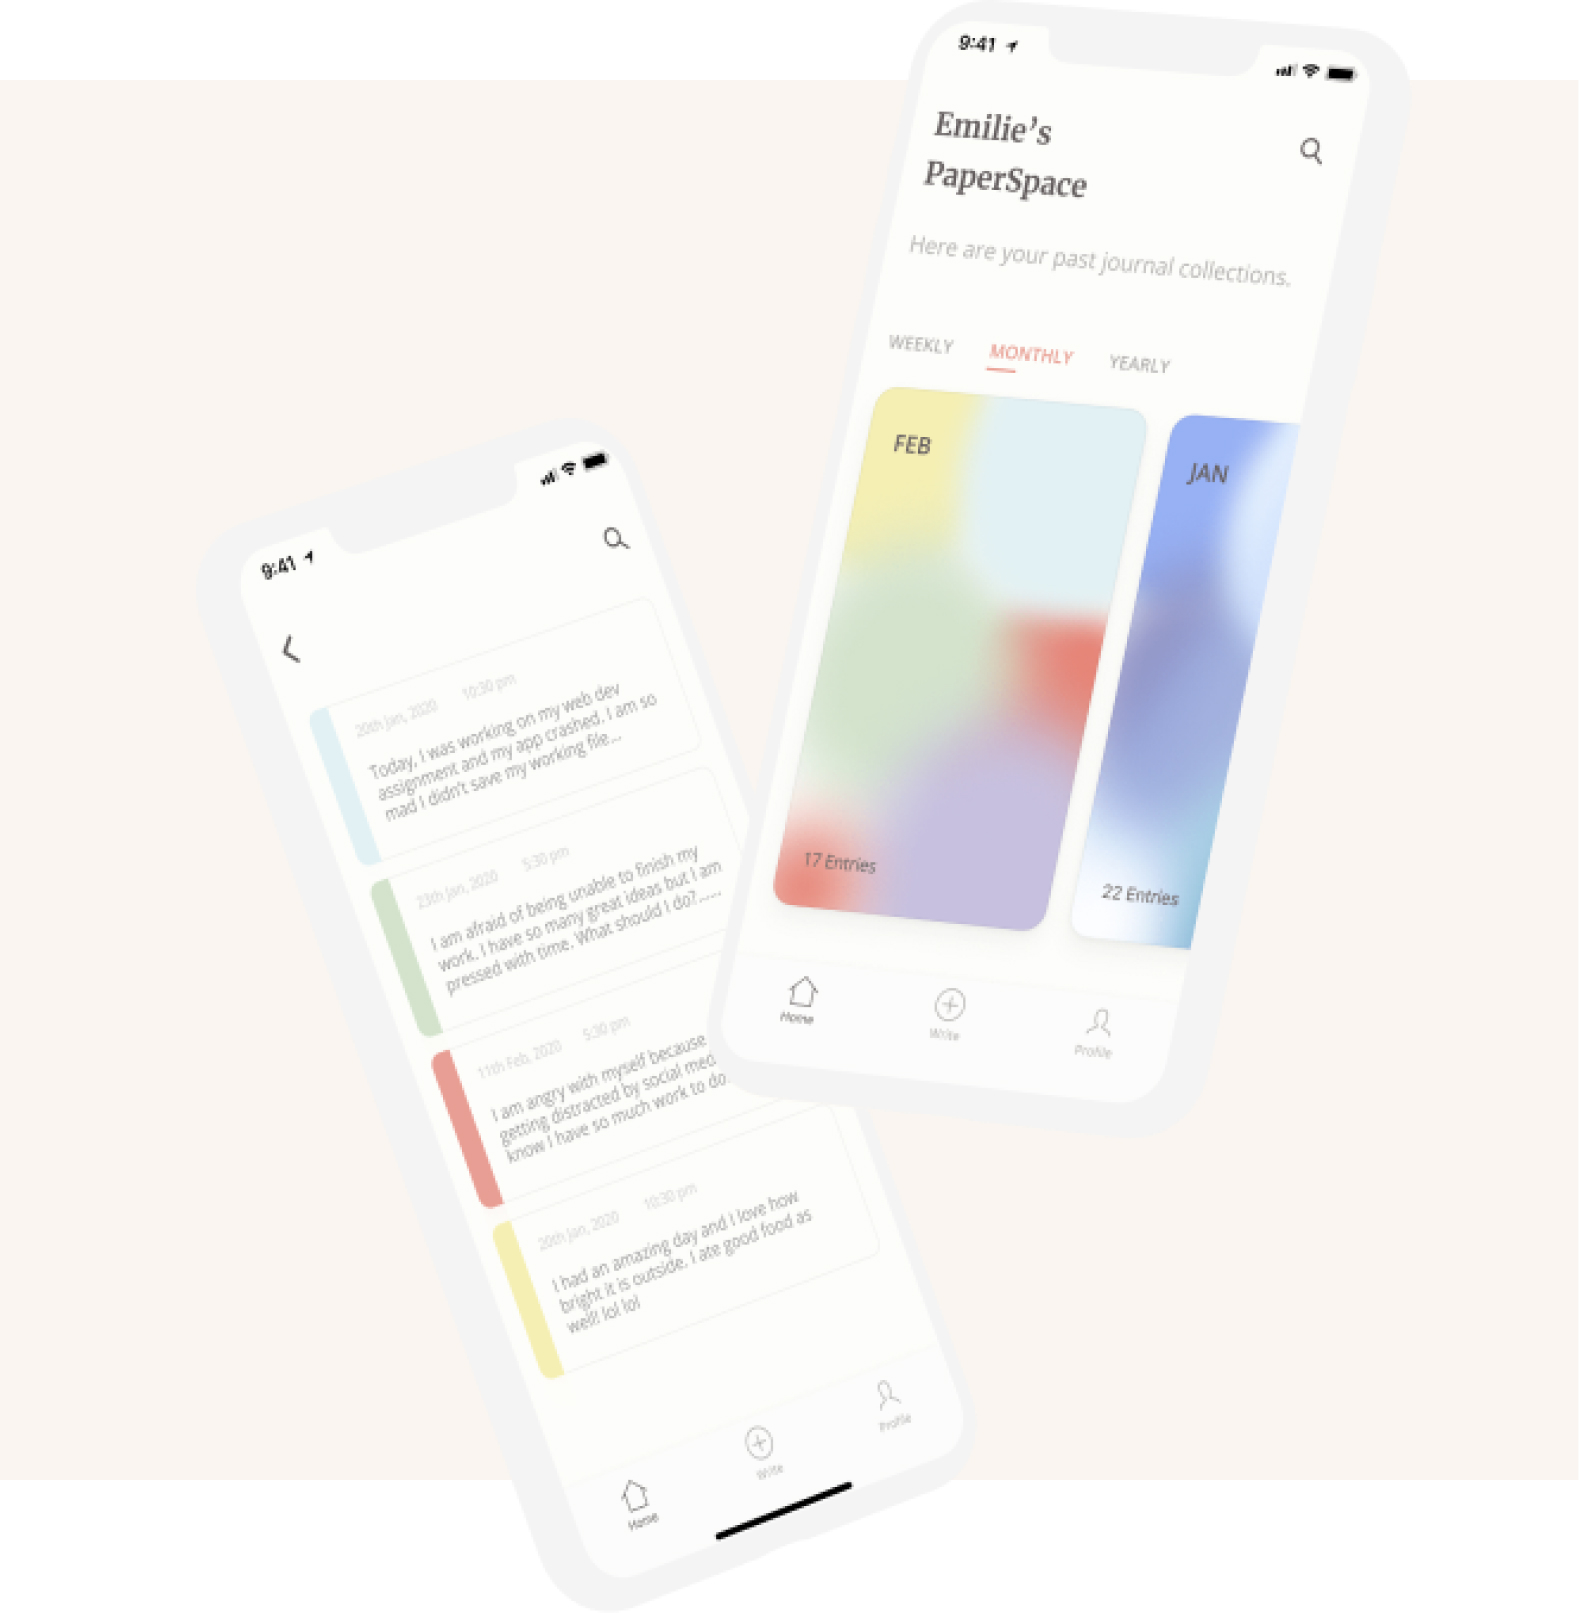 9:41
Emilie’s
PaperSpace
Here are your past journal collections.
WEEKLY MONTHLY YEARLY
FEB
JAN
17 Entries
22 Entries
Home
Write
Profile
9:41
20th Jan, 2020 10:30 pm
Today, I was working on my web dev
assignment and my app crashed. I am so
mad I didn't save my working file...
23th Jan, 2020 5:30 pm
I am afraid of being unable to finish my
work. I have so many great ideas but I am
pressed with time. What should I do?.....
11th Feb, 2020 5:30 pm
I am angry with myself because
getting distracted by social med
know I have so much work to do.
20th Jan, 2020 10:30 pm
I had an amazing day and I love how
bright it is outside. I ate good food as
well! lol lol
Home
Write
Profile